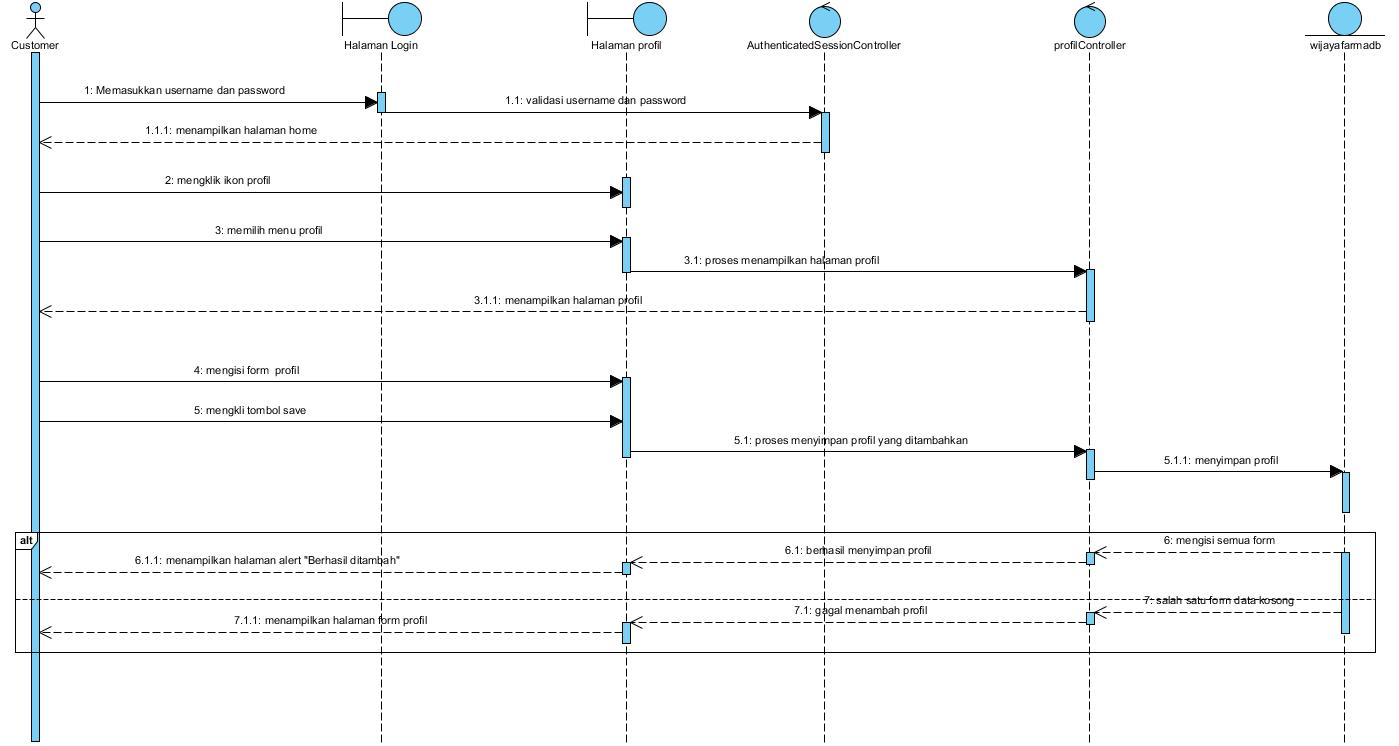 Customer
Halaman Login
Halaman profil
AuthenticatedSessionController
profilController
wijayafarmadb
1: Memasukkan username dan password
1.1: validasi username dan password
1.1.1: menampilkan halaman home
2: mengklik ikon profil
3: memilih menu profil
3.1: proses menampilkan halaman profil
3.1.1: menampilkan halaman profil
4: mengisi form  profil
5: mengkli tombol save
5.1: proses menyimpan profil yang ditambahkan
5.1.1: menyimpan profil
alt
6: mengisi semua form
6.1: berhasil menyimpan profil
6.1.1: menampilkan halaman alert "Berhasil ditambah"
7: salah satu form data kosong
7.1: gagal menambah profil
7.1.1: menampilkan halaman form profil